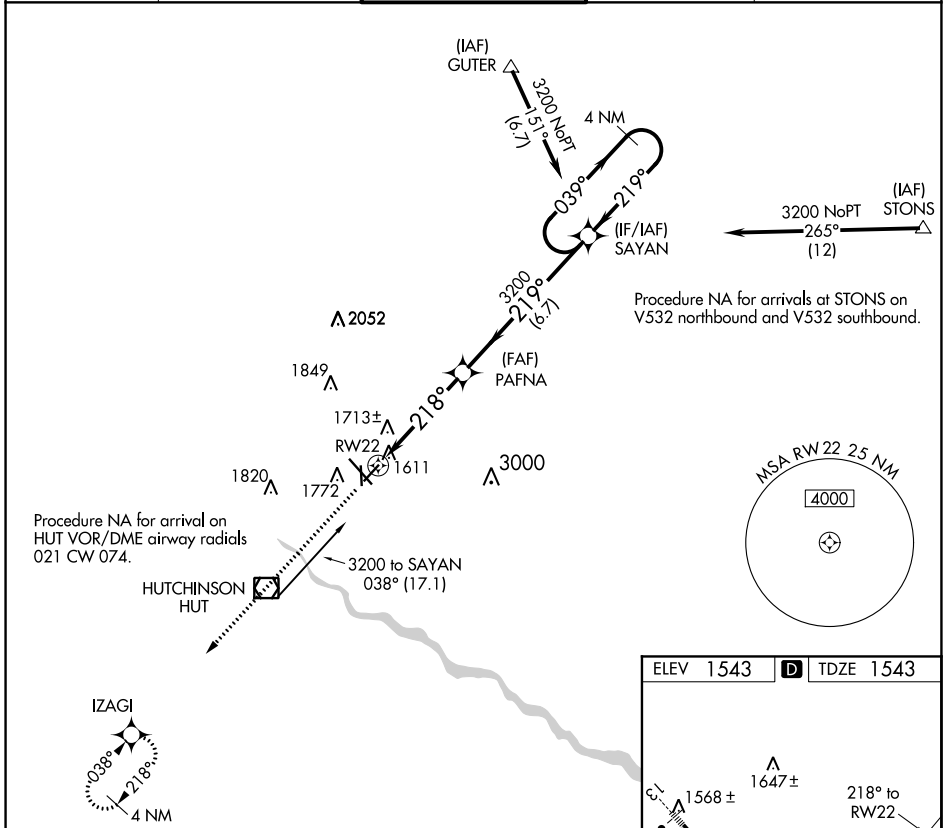 (IAF)
GUTER
3200 NoPT
151°
(6.7)
4 NM
039°
219°
(IF/IAF)
SAYAN
(IAF)
STONS
3200 NoPT
265°
(12)
Procedure NA for arrivals at STONS on
V532 northbound and V532 southbound.
3200
219°
(6.7)
2052
(FAF)
PAFNA
1849
218°
1713±
RW22
1611
3000
1820
1772
MSA RW 22 25 NM
4000
Procedure NA for arrival on
HUT VOR/DME airway radials
021 CW 074.
3200 to SAYAN
038° (17.1)
HUTCHINSON
HUT
IZAGI
038°
218°
4 NM
ELEV 1543 D TDZE 1543
1647±
1568 ±
13
218° to
RW22